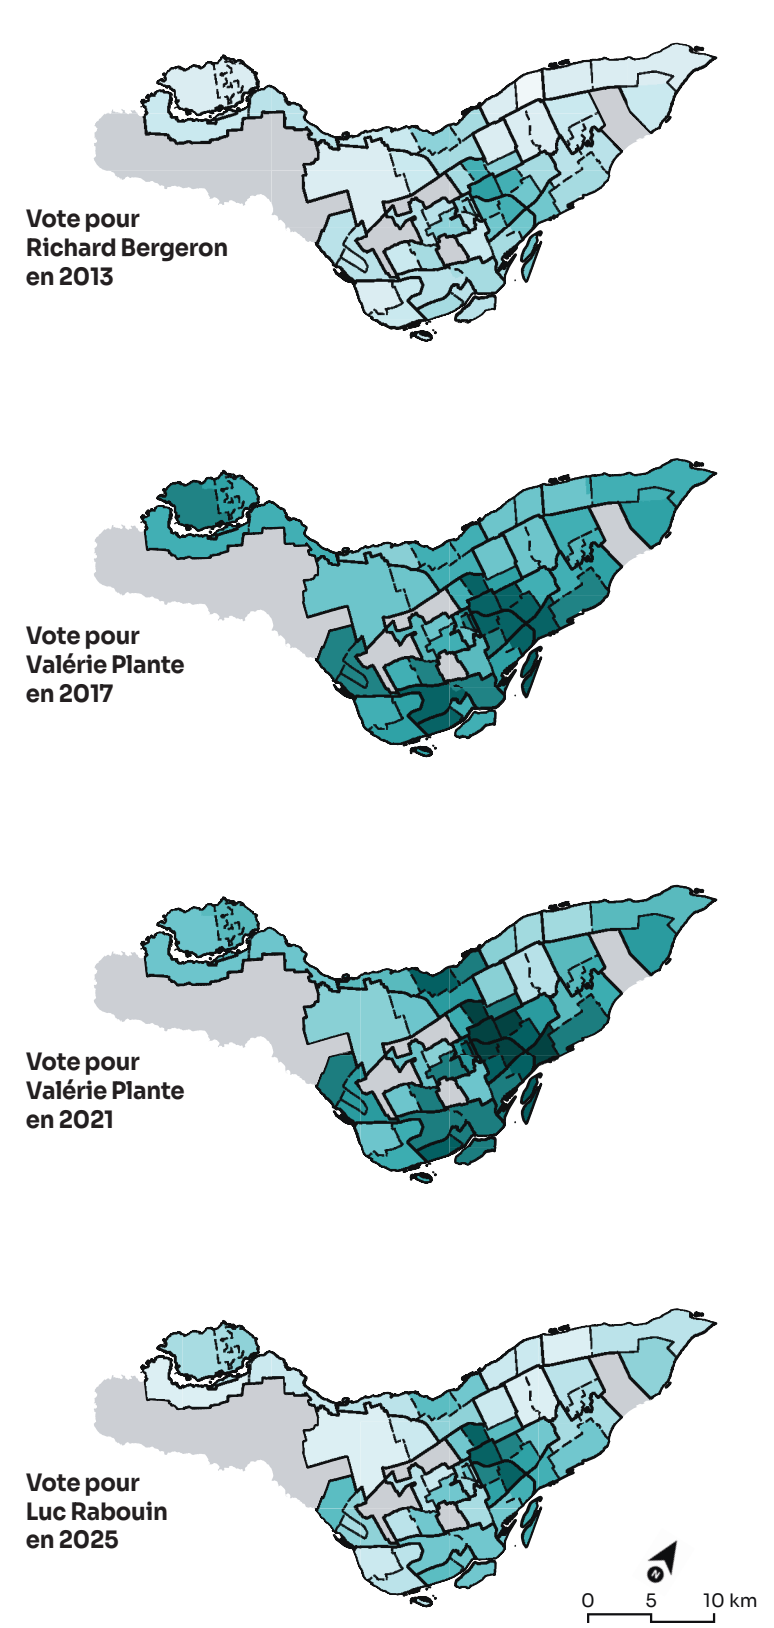 Vote pour
Richard Bergeron
en 2013
Vote pour
Valérie Plante
en 2017
Vote pour
Valérie Plante
en 2021
Vote pour
Luc Rabouin
en 2025
N
0 5 10 km